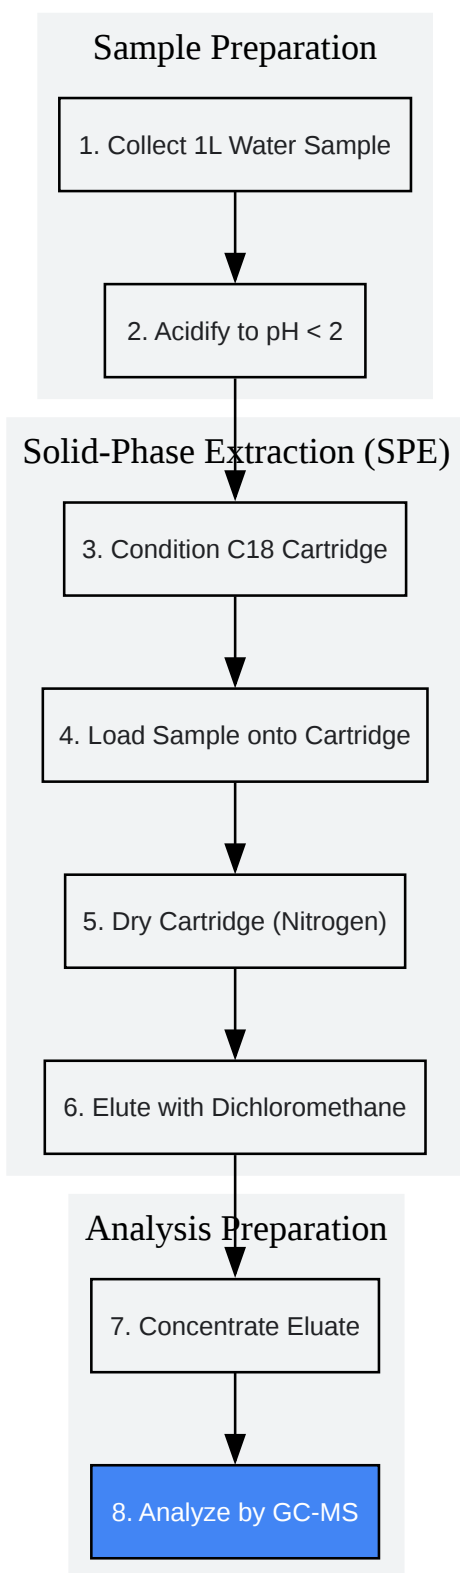 Sample Preparation
1. Collect 1L Water Sample
2. Acidify to pH < 2
Solid-Phase Extraction (SPE)
3. Condition C18 Cartridge
4. Load Sample onto Cartridge
5. Dry Cartridge (Nitrogen)
6. Elute with Dichloromethane
Analysis Preparation
7. Concentrate Eluate
8. Analyze by GC-MS